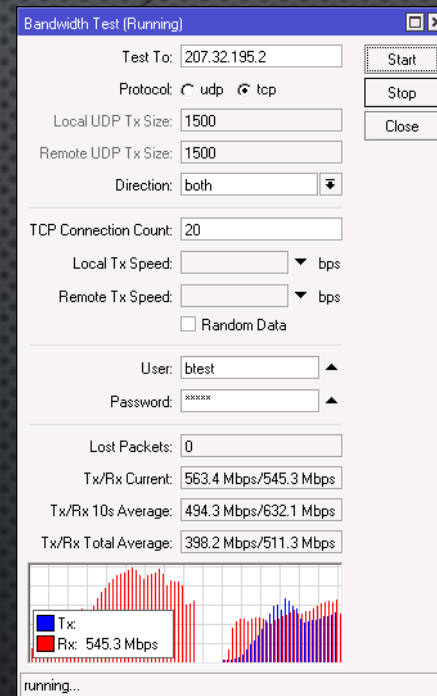 Bandwidth Test (Running)
Test To: 207.32.195.2
Start
Protocol: udp tcp
Stop
Local UDP Tx Size: 1500
Close
Remote UDP Tx Size: 1500
Direction: both
TCP Connection Count: 20
Local Tx Speed: bps
Remote Tx Speed: bps
Random Data
User: btest
Password: *****
Lost Packets: 0
Tx/Rx Current: 563.4 Mbps/545.3 Mbps
Tx/Rx 10s Average: 494.3 Mbps/632.1 Mbps
Tx/Rx Total Average: 398.2 Mbps/511.3 Mbps
Tx:
Rx: 545.3 Mbps
running...